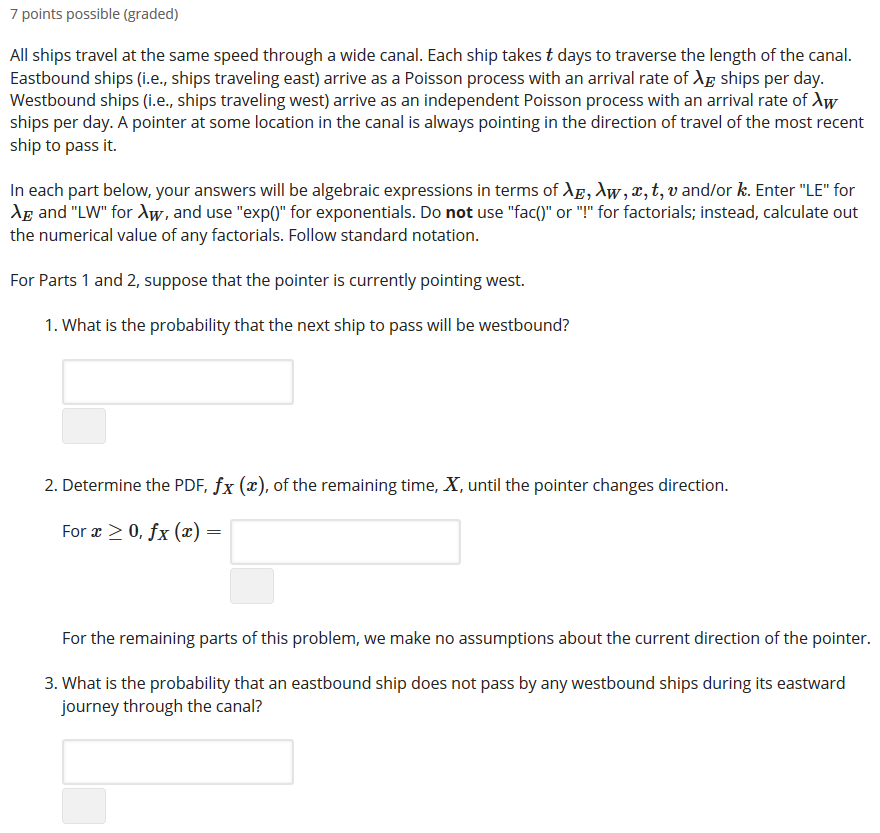 7 points possible (graded)
All ships travel at the same speed through a wide canal. Each ship takes t days to traverse the length of the canal.
Eastbound ships (i.e., ships traveling east) arrive as a Poisson process with an arrival rate of λ_E ships per day.
Westbound ships (i.e., ships traveling west) arrive as an independent Poisson process with an arrival rate of λ_W
ships per day. A pointer at some location in the canal is always pointing in the direction of travel of the most recent
ship to pass it.
In each part below, your answers will be algebraic expressions in terms of λ_E, λ_W, x, t, v and/or k. Enter "LE" for
λ_E and "LW" for λ_W, and use "exp()" for exponentials. Do not use "fac()" or "!" for factorials; instead, calculate out
the numerical value of any factorials. Follow standard notation.
For Parts 1 and 2, suppose that the pointer is currently pointing west.
1. What is the probability that the next ship to pass will be westbound?
2. Determine the PDF, f_X (x), of the remaining time, X, until the pointer changes direction.
For x ≥ 0, f_X (x) =
For the remaining parts of this problem, we make no assumptions about the current direction of the pointer.
3. What is the probability that an eastbound ship does not pass by any westbound ships during its eastward
journey through the canal?